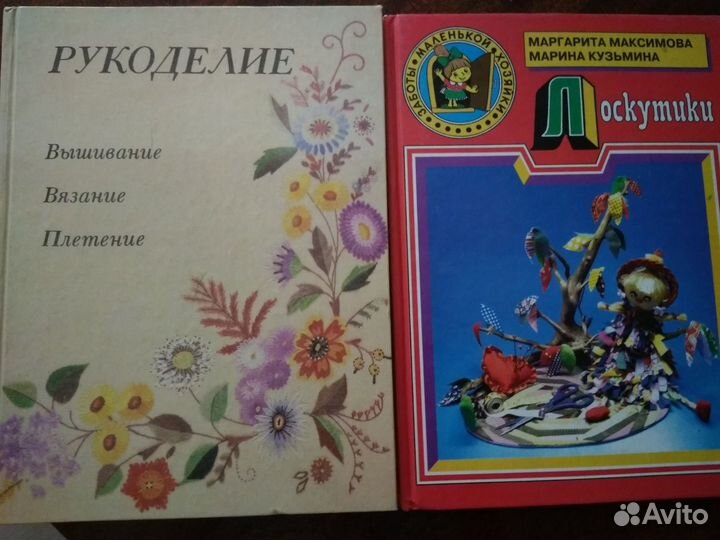 РУКОДЕЛИЕ
Вышивание
Вязание
Плетение
ЗАБОТЫ • МАЛЕНЬКОЙ • ХОЗЯЙКИ
МАРГАРИТА МАКСИМОВА
МАРИНА КУЗЬМИНА
Лоскутики
Avito